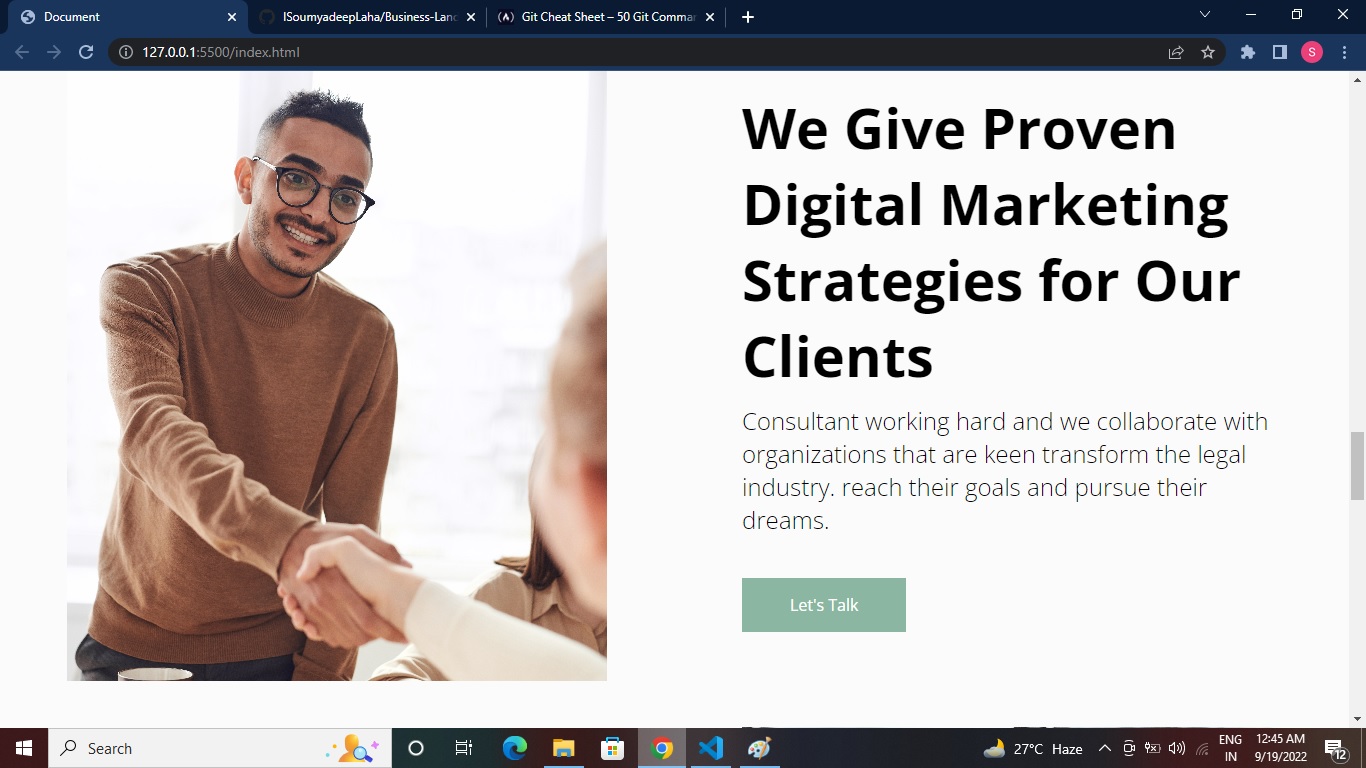 Document
ISoumyadeepLaha/Business-Lanc
Git Cheat Sheet – 50 Git Commar
127.0.0.1:5500/index.html
S
We Give Proven
Digital Marketing
Strategies for Our
Clients
Consultant working hard and we collaborate with
organizations that are keen transform the legal
industry. reach their goals and pursue their
dreams.
Let's Talk
Search
27°C Haze
ENG
IN
12:45 AM
9/19/2022
12